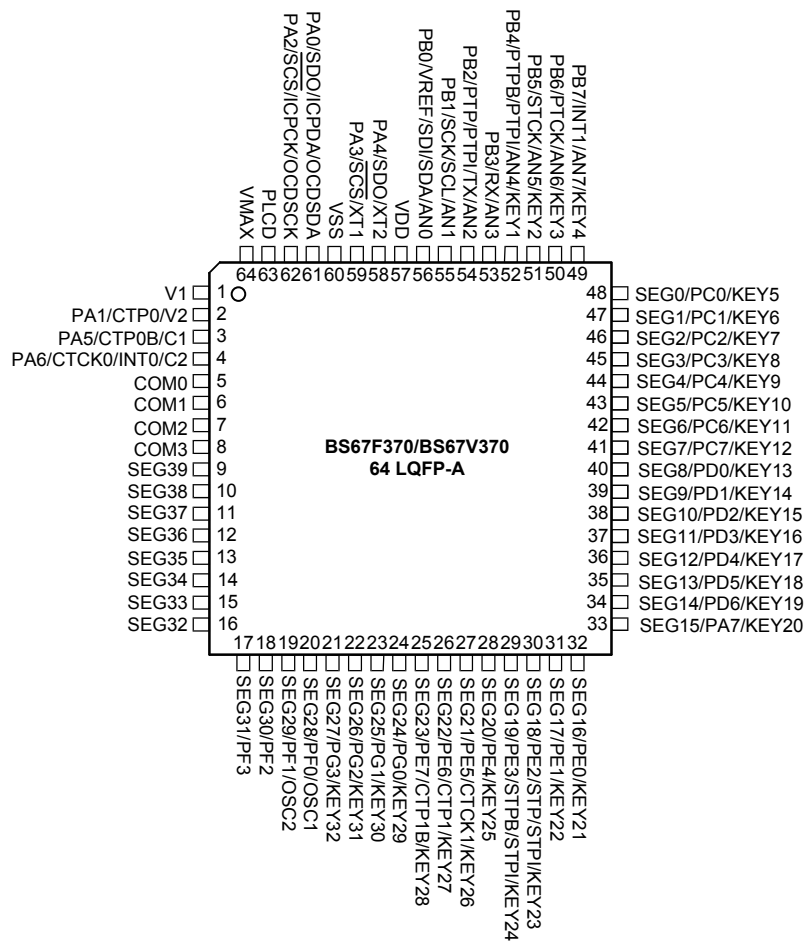 PA2/SCS/ICPCK/OCDSCK
PA0/SDO/ICPDA/OCDSDA
PB0/VREF/SDI/SDA/AN0
PB1/SCK/SCL/AN1
PB2/PTP/PTPI/TX/AN2
PB3/RX/AN3
PB4/PTPB/PTPI/AN4/KEY1
PB5/STCK/AN5/KEY2
PB6/PTCK/AN6/KEY3
PB7/INT1/AN7/KEY4
VMAX
PLCD
VSS
PA3/SCS/XT1
PA4/SDO/XT2
VDD
64 63 62 61 60 59 58 57 56 55 54 53 52 51 50 49
V1 1
PA1/CTP0/V2 2
PA5/CTP0B/C1 3
PA6/CTCK0/INT0/C2 4
COM0 5
COM1 6
COM2 7
COM3 8
SEG39 9
SEG38 10
SEG37 11
SEG36 12
SEG35 13
SEG34 14
SEG33 15
SEG32 16
BS67F370/BS67V370
64 LQFP-A
48 SEG0/PC0/KEY5
47 SEG1/PC1/KEY6
46 SEG2/PC2/KEY7
45 SEG3/PC3/KEY8
44 SEG4/PC4/KEY9
43 SEG5/PC5/KEY10
42 SEG6/PC6/KEY11
41 SEG7/PC7/KEY12
40 SEG8/PD0/KEY13
39 SEG9/PD1/KEY14
38 SEG10/PD2/KEY15
37 SEG11/PD3/KEY16
36 SEG12/PD4/KEY17
35 SEG13/PD5/KEY18
34 SEG14/PD6/KEY19
33 SEG15/PA7/KEY20
17 18 19 20 21 22 23 24 25 26 27 28 29 30 31 32
SEG31/PF3
SEG30/PF2
SEG29/PF1/OSC2
SEG28/PF0/OSC1
SEG27/PG3/KEY32
SEG26/PG2/KEY31
SEG25/PG1/KEY30
SEG24/PG0/KEY29
SEG23/PE7/CTP1B/KEY28
SEG22/PE6/CTP1/KEY27
SEG21/PE5/CTCK1/KEY26
SEG20/PE4/KEY25
SEG19/PE3/STPB/STPI/KEY24
SEG18/PE2/STP/STPI/KEY23
SEG17/PE1/KEY22
SEG16/PE0/KEY21